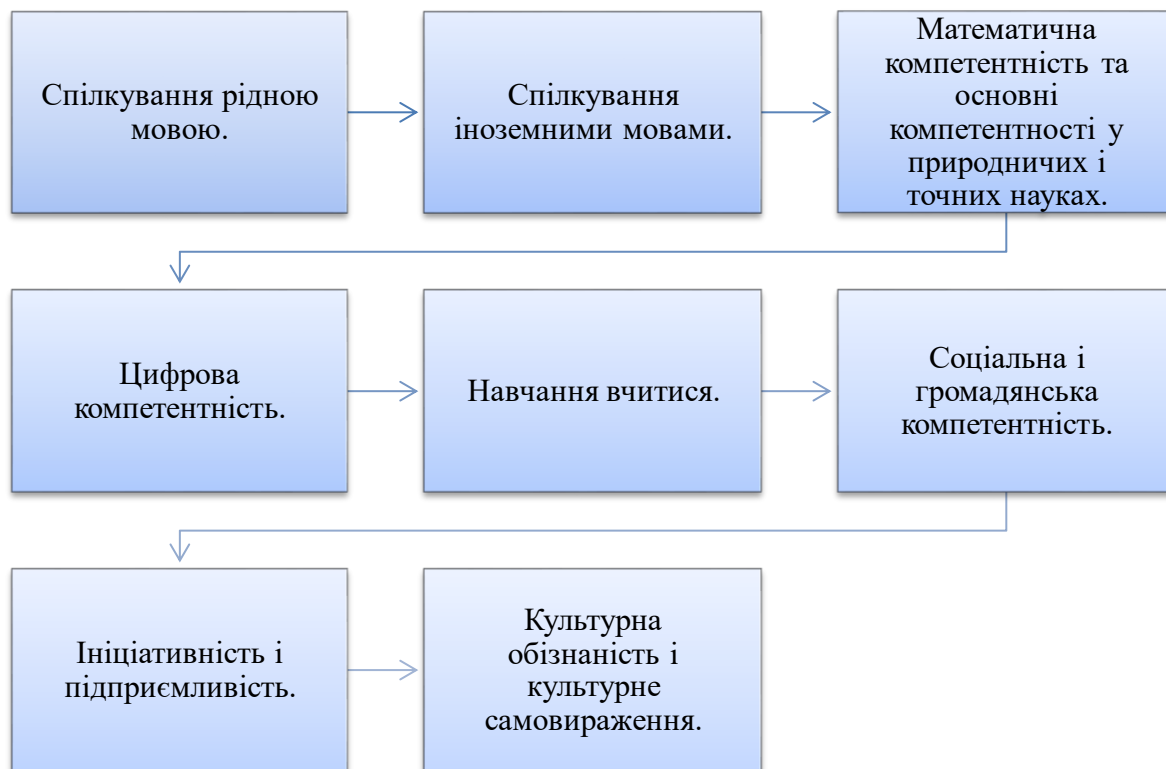 Спілкування рідною
мовою.
Спілкування
іноземними мовами.
Математична
компетентність та
основні
компетентності у
природничих і
точних науках.
Цифрова
компетентність.
Навчання вчитися.
Соціальна і
громадянська
компетентність.
Ініціативність і
підприємливість.
Культурна
обізнаність і
культурне
самовираження.